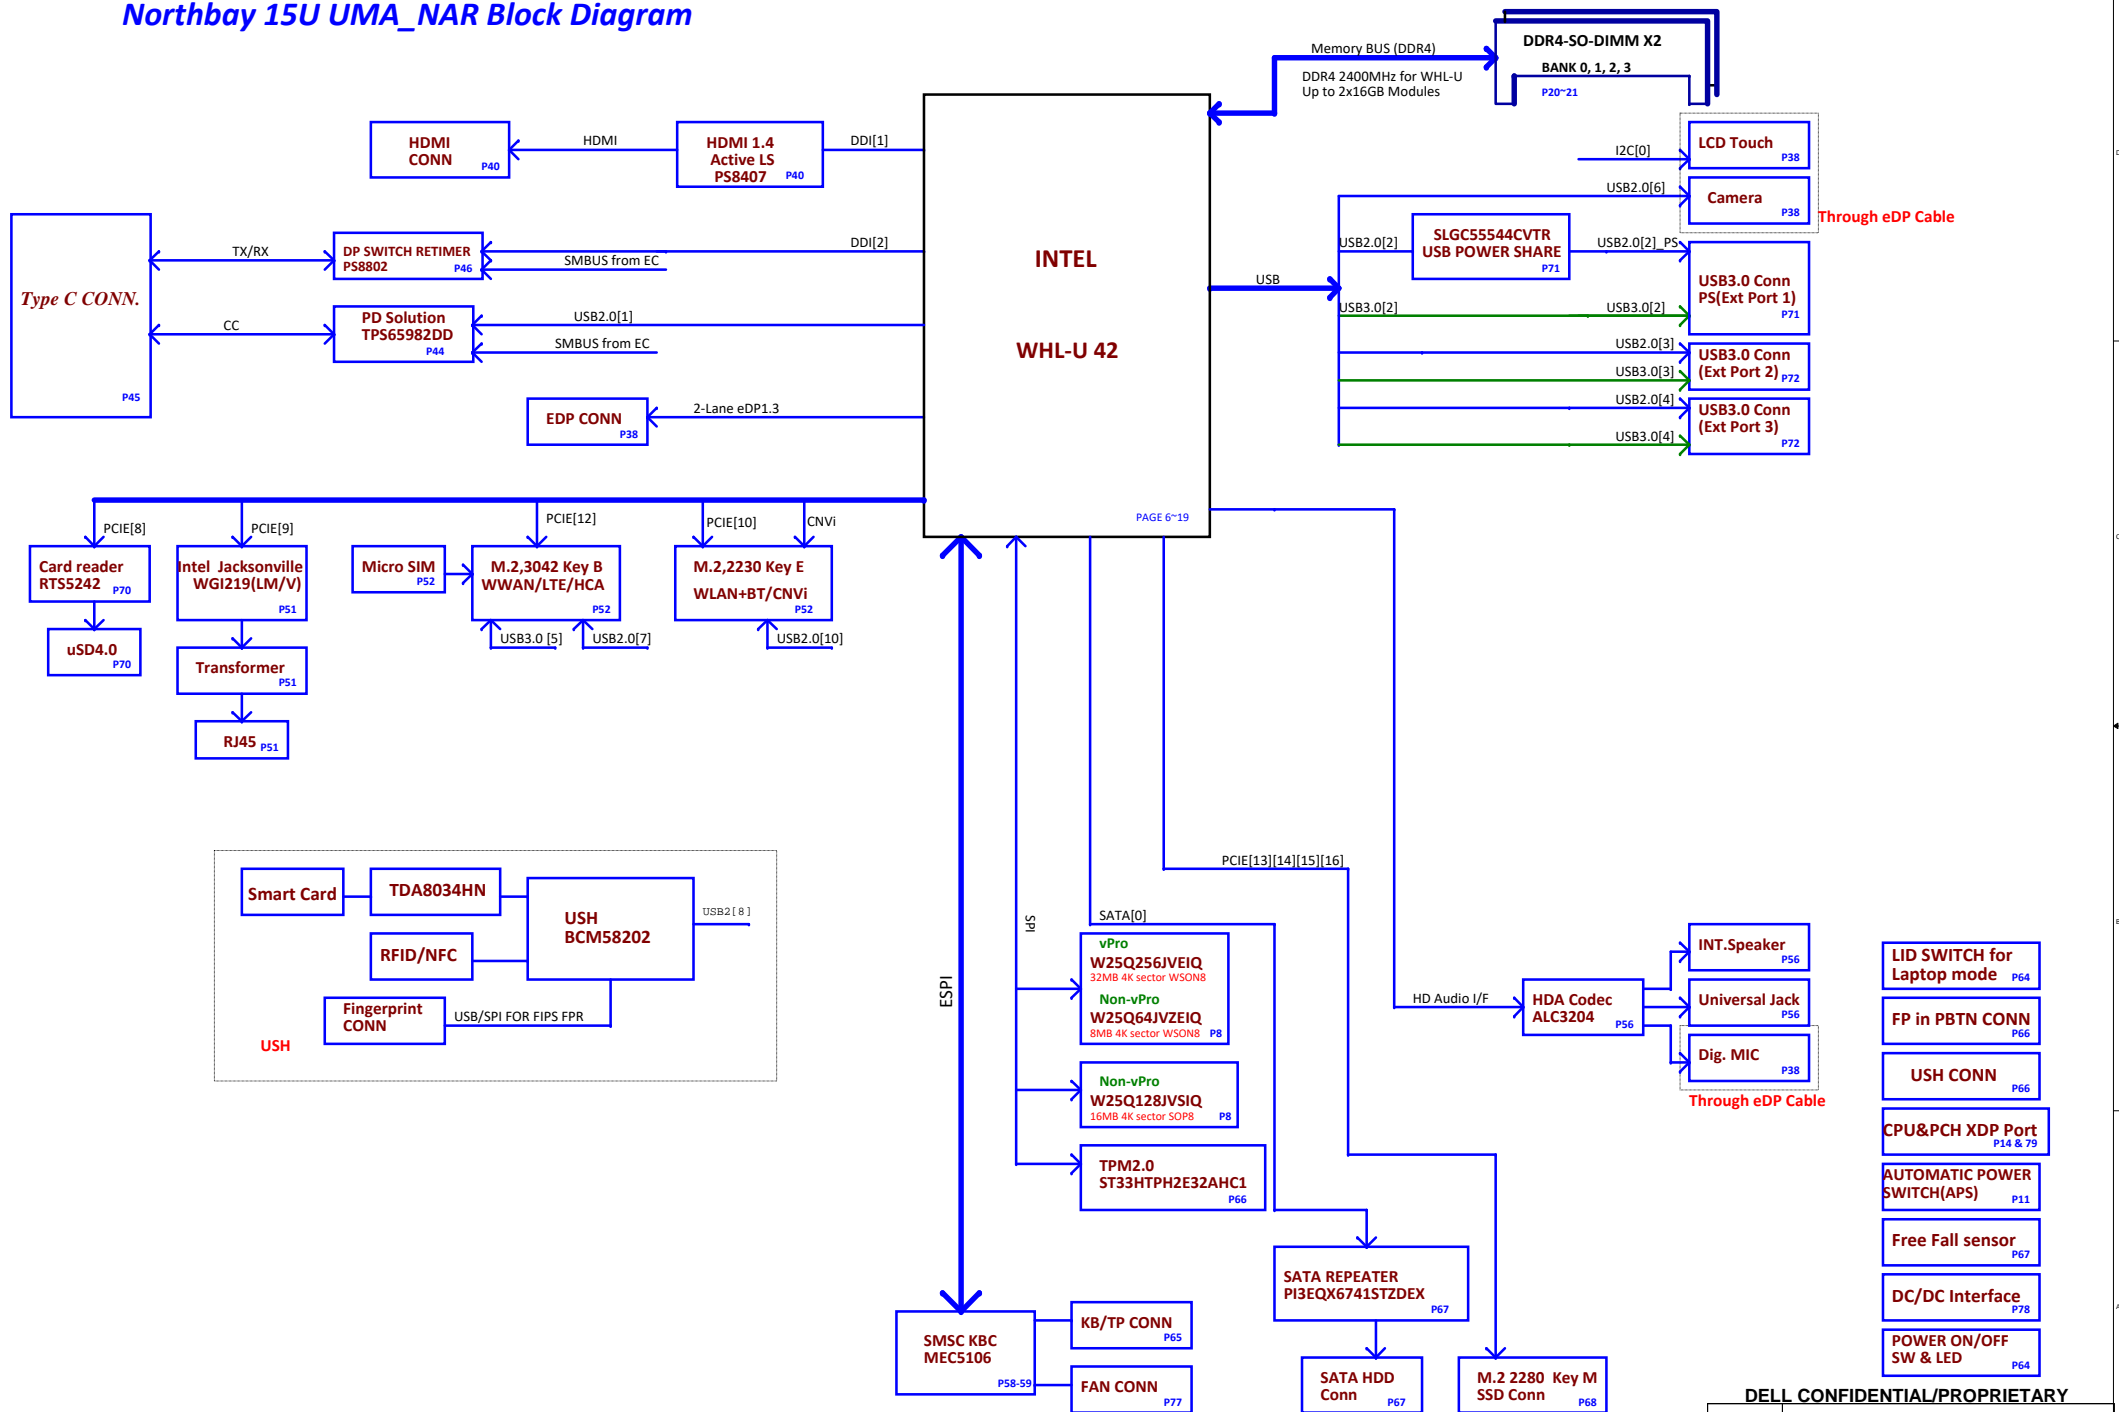 Northbay 15U UMA_NAR Block Diagram
Memory BUS (DDR4)
DDR4 2400MHz for WHL-U
Up to 2x16GB Modules
DDR4-SO-DIMM X2
BANK 0, 1, 2, 3
P20~21
HDMI
CONN
P40
HDMI
HDMI 1.4
Active LS
PS8407
P40
DDI[1]
I2C[0]
LCD Touch
P38
USB2.0[6]
Camera
P38
Through eDP Cable
Type C CONN.
P45
TX/RX
DP SWITCH RETIMER
PS8802
P46
DDI[2]
SMBUS from EC
CC
PD Solution
TPS65982DD
P44
USB2.0[1]
SMBUS from EC
EDP CONN
P38
2-Lane eDP1.3
INTEL
WHL-U 42
PAGE 6~19
USB
USB2.0[2]
SLGC55544CVTR
USB POWER SHARE
P71
USB2.0[2]_PS
USB3.0[2]
USB3.0[2]
USB3.0 Conn
PS(Ext Port 1)
P71
USB2.0[3]
USB3.0[3]
USB3.0 Conn
(Ext Port 2)
P72
USB2.0[4]
USB3.0[4]
USB3.0 Conn
(Ext Port 3)
P72
PCIE[8]
PCIE[9]
PCIE[12]
PCIE[10]
CNVi
Card reader
RTS5242
P70
uSD4.0
P70
Intel Jacksonville
WGI219(LM/V)
P51
Transformer
P51
RJ45
P51
Micro SIM
P52
M.2,3042 Key B
WWAN/LTE/HCA
P52
USB3.0 [5]
USB2.0[7]
M.2,2230 Key E
WLAN+BT/CNVi
P52
USB2.0[10]
Smart Card
TDA8034HN
RFID/NFC
USH
BCM58202
USB2[8]
Fingerprint
CONN
USB/SPI FOR FIPS FPR
USH
ESPI
SPI
SATA[0]
PCIE[13][14][15][16]
vPro
W25Q256JVEIQ
32MB 4K sector WSON8
Non-vPro
W25Q64JVZEIQ
8MB 4K sector WSON8
P8
Non-vPro
W25Q128JVSIQ
16MB 4K sector SOP8
P8
TPM2.0
ST33HTPH2E32AHC1
P66
HD Audio I/F
HDA Codec
ALC3204
P56
INT.Speaker
P56
Universal Jack
P56
Dig. MIC
P38
Through eDP Cable
SATA REPEATER
PI3EQX6741STZDEX
P67
SATA HDD
Conn
P67
M.2 2280 Key M
SSD Conn
P68
SMSC KBC
MEC5106
P58-59
KB/TP CONN
P65
FAN CONN
P77
LID SWITCH for
Laptop mode
P64
FP in PBTN CONN
P66
USH CONN
P66
CPU&PCH XDP Port
P14 & 79
AUTOMATIC POWER
SWITCH(APS)
P11
Free Fall sensor
P67
DC/DC Interface
P78
POWER ON/OFF
SW & LED
P64
DELL CONFIDENTIAL/PROPRIETARY